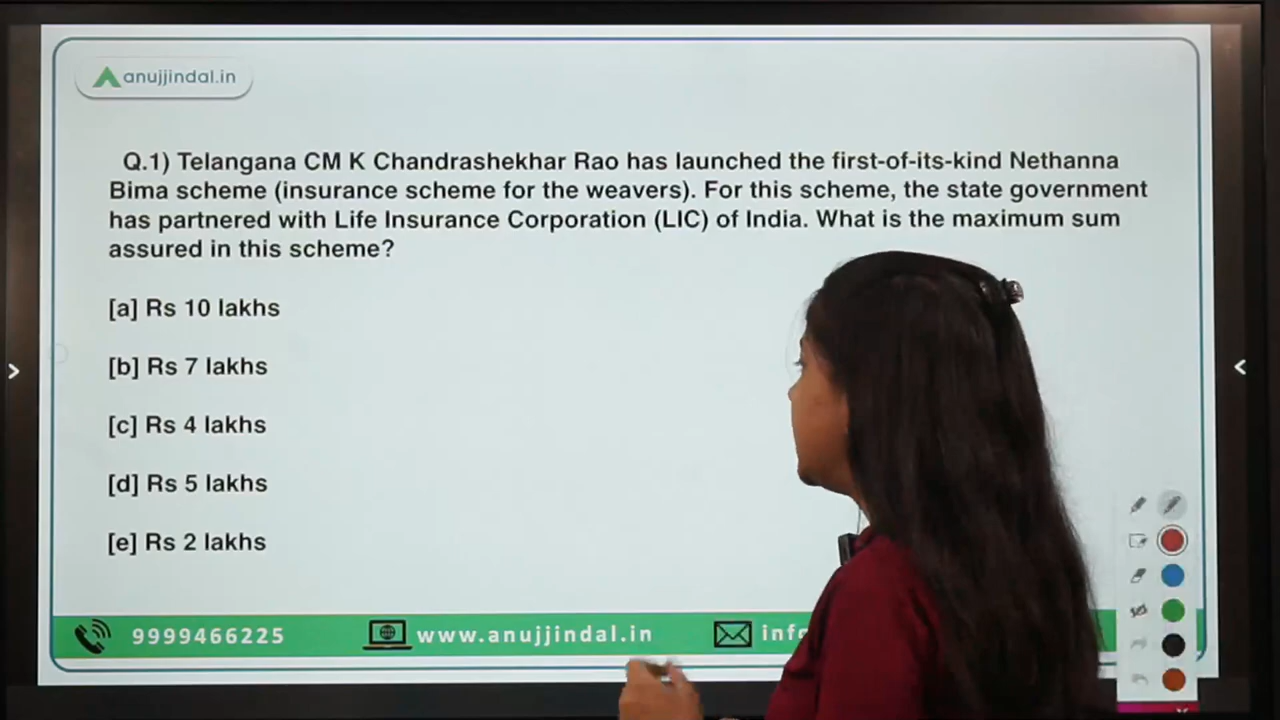 anujjindal.in
Q.1) Telangana CM K Chandrashekhar Rao has launched the first-of-its-kind Nethanna
Bima scheme (insurance scheme for the weavers). For this scheme, the state government
has partnered with Life Insurance Corporation (LIC) of India. What is the maximum sum
assured in this scheme?
[a] Rs 10 lakhs
[b] Rs 7 lakhs
[c] Rs 4 lakhs
[d] Rs 5 lakhs
[e] Rs 2 lakhs
9999466225 www.anujjindal.in